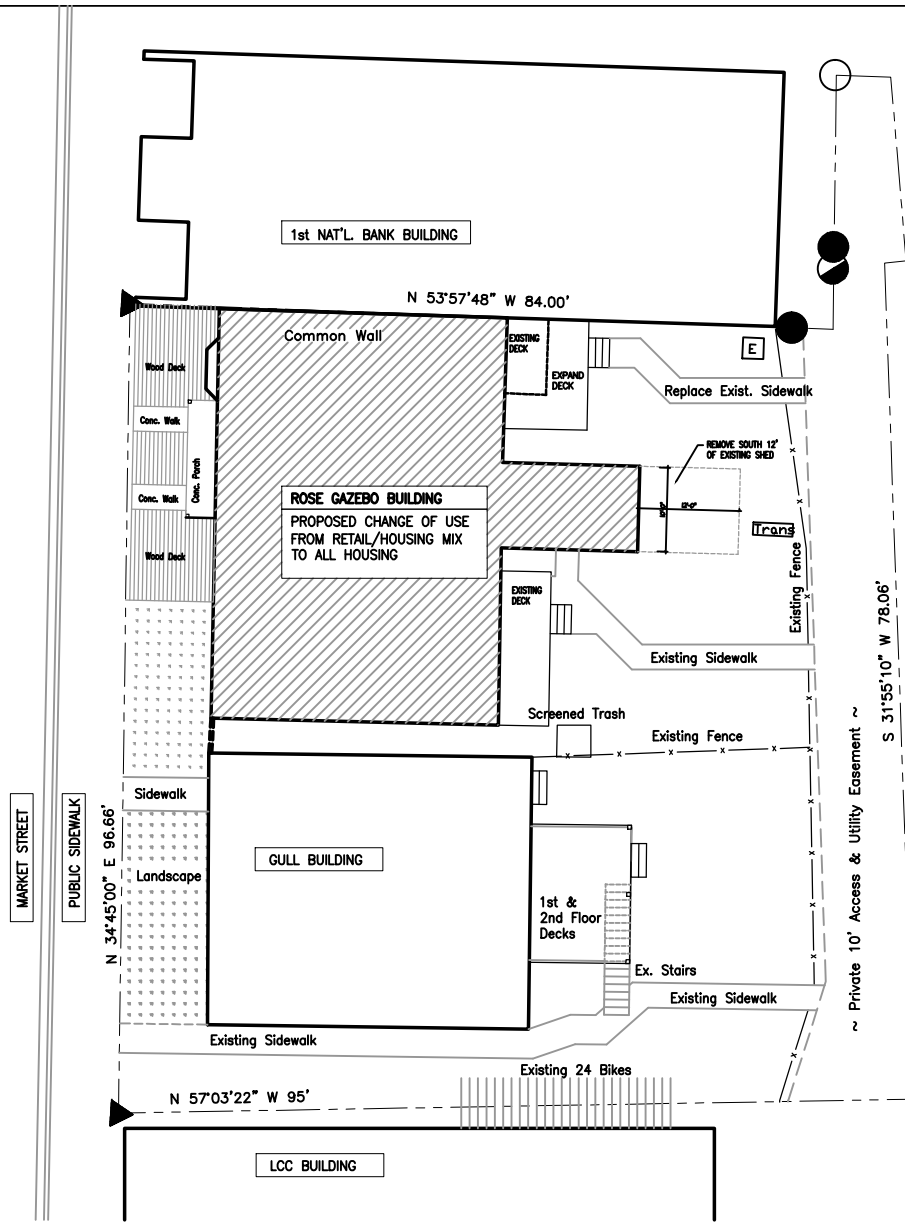 1st NAT'L. BANK BUILDING
N 53°57'48" W 84.00'
Common Wall
EXISTING
DECK
EXPAND
DECK
E
Replace Exist. Sidewalk
Wood Deck
Conc. Walk
Conc. Porch
Conc. Walk
Wood Deck
REMOVE SOUTH 12'
OF EXISTING SHED
12'-0"
Trans
ROSE GAZEBO BUILDING
PROPOSED CHANGE OF USE
FROM RETAIL/HOUSING MIX
TO ALL HOUSING
EXISTING
DECK
Existing Fence
Existing Sidewalk
S 31°55'10" W 78.06'
Screened Trash
Existing Fence
~ Private 10' Access & Utility Easement ~
Sidewalk
MARKET STREET
PUBLIC SIDEWALK
N 34°45'00" E 96.66'
Landscape
GULL BUILDING
1st &
2nd Floor
Decks
Ex. Stairs
Existing Sidewalk
Existing Sidewalk
Existing 24 Bikes
N 57°03'22" W 95'
LCC BUILDING